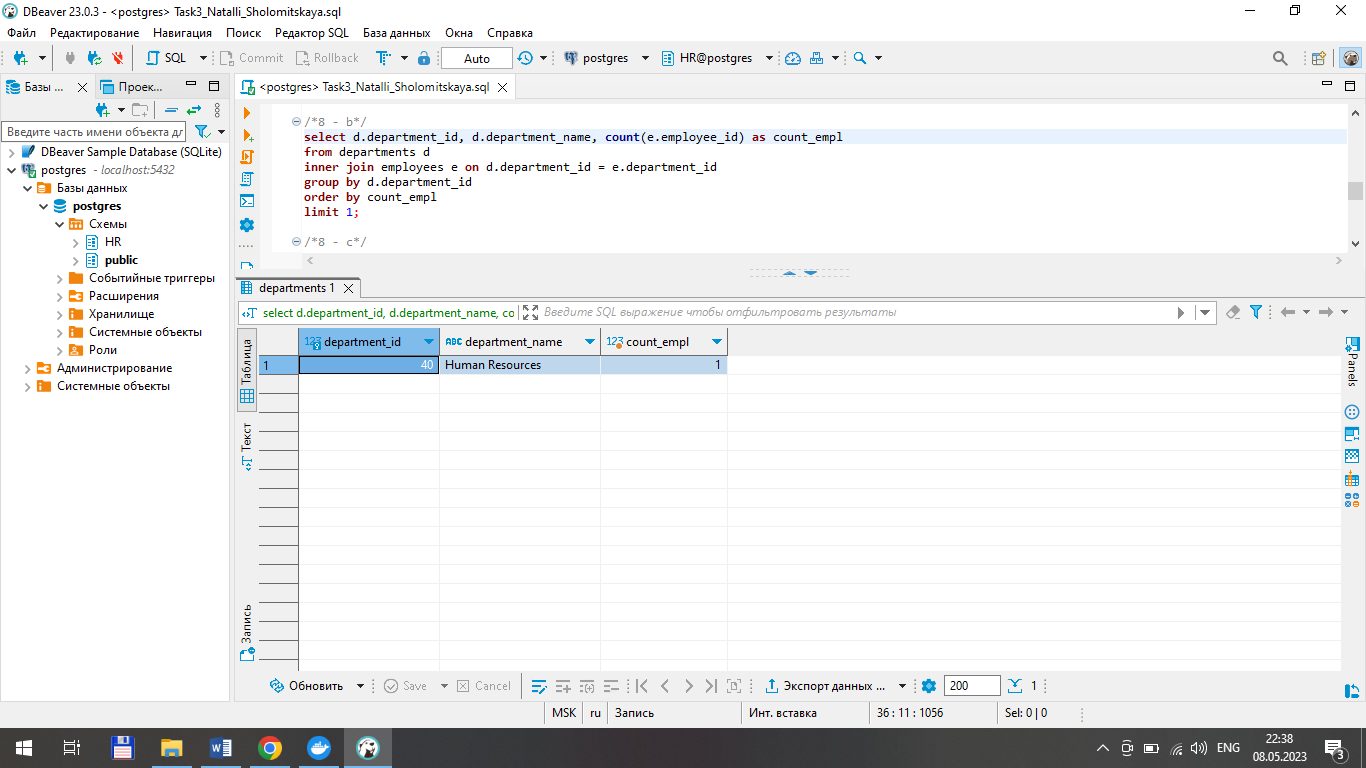 DBeaver 23.0.3 - <postgres> Task3_Natalli_Sholomitskaya.sql
Файл Редактирование Навигация Поиск Редактор SQL База данных Окна Справка
SQL Commit Rollback Auto postgres HR@postgres
Базы ... Проек...
<postgres> Task3_Natalli_Sholomitskaya.sql
Введите часть имени объекта дл
DBeaver Sample Database (SQLite)
postgres - localhost:5432
Базы данных
postgres
Схемы
HR
public
Событийные триггеры
Расширения
Хранилище
Системные объекты
Роли
Администрирование
Системные объекты
/*8 - b*/
select d.department_id, d.department_name, count(e.employee_id) as count_empl
from departments d
inner join employees e on d.department_id = e.department_id
group by d.department_id
order by count_empl
limit 1;
/*8 - c*/
departments 1
select d.department_id, d.department_name, co
Введите SQL выражение чтобы отфильтровать результаты
Таблица
Текст
Запись
123 department_id ABC department_name 123 count_empl
1 40 Human Resources 1
Panels
Обновить Save Cancel Экспорт данных ... 200 1
MSK ru Запись Инт. вставка 36 : 11 : 1056 Sel: 0 | 0
ENG
22:38
08.05.2023
3